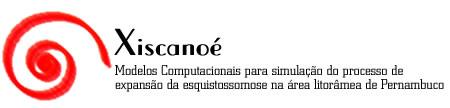 Xiscanoé
Modelos Computacionais para simulação do processo de
expansão da esquistossomose na área litorâmea de Pernambuco